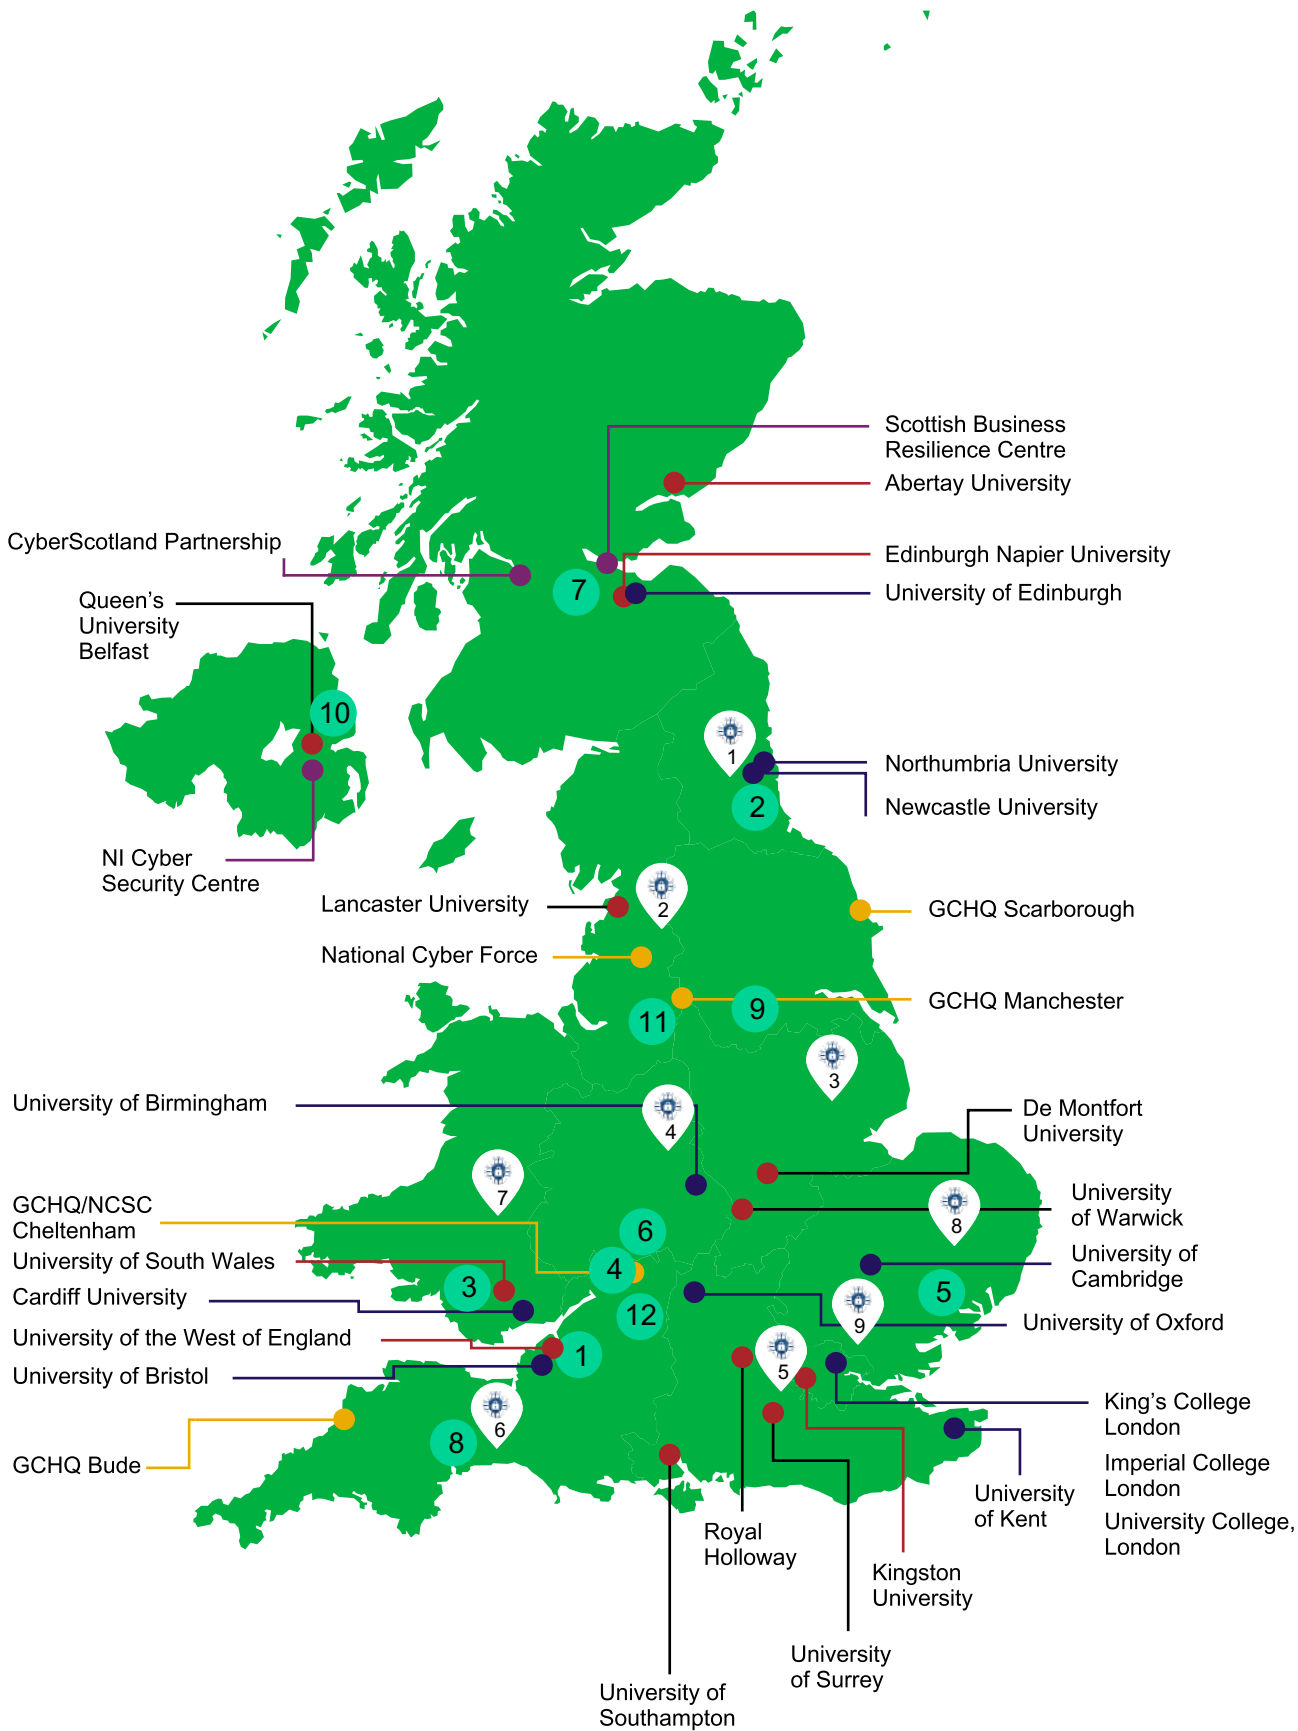 Scottish Business
Resilience Centre
Abertay University
CyberScotland Partnership
Edinburgh Napier University
7
University of Edinburgh
Queen’s
University
Belfast
10
1
Northumbria University
2
Newcastle University
NI Cyber
Security Centre
2
Lancaster University
GCHQ Scarborough
National Cyber Force
GCHQ Manchester
9
11
3
University of Birmingham
4
De Montfort
University
7
University
of Warwick
8
GCHQ/NCSC
Cheltenham
6
University of
Cambridge
University of South Wales
4
3
5
Cardiff University
12
9
University of Oxford
University of the West of England
1
5
University of Bristol
King’s College
London
6
8
GCHQ Bude
Imperial College
London
University
of Kent
University College,
London
Royal
Holloway
Kingston
University
University
of Surrey
University of
Southampton